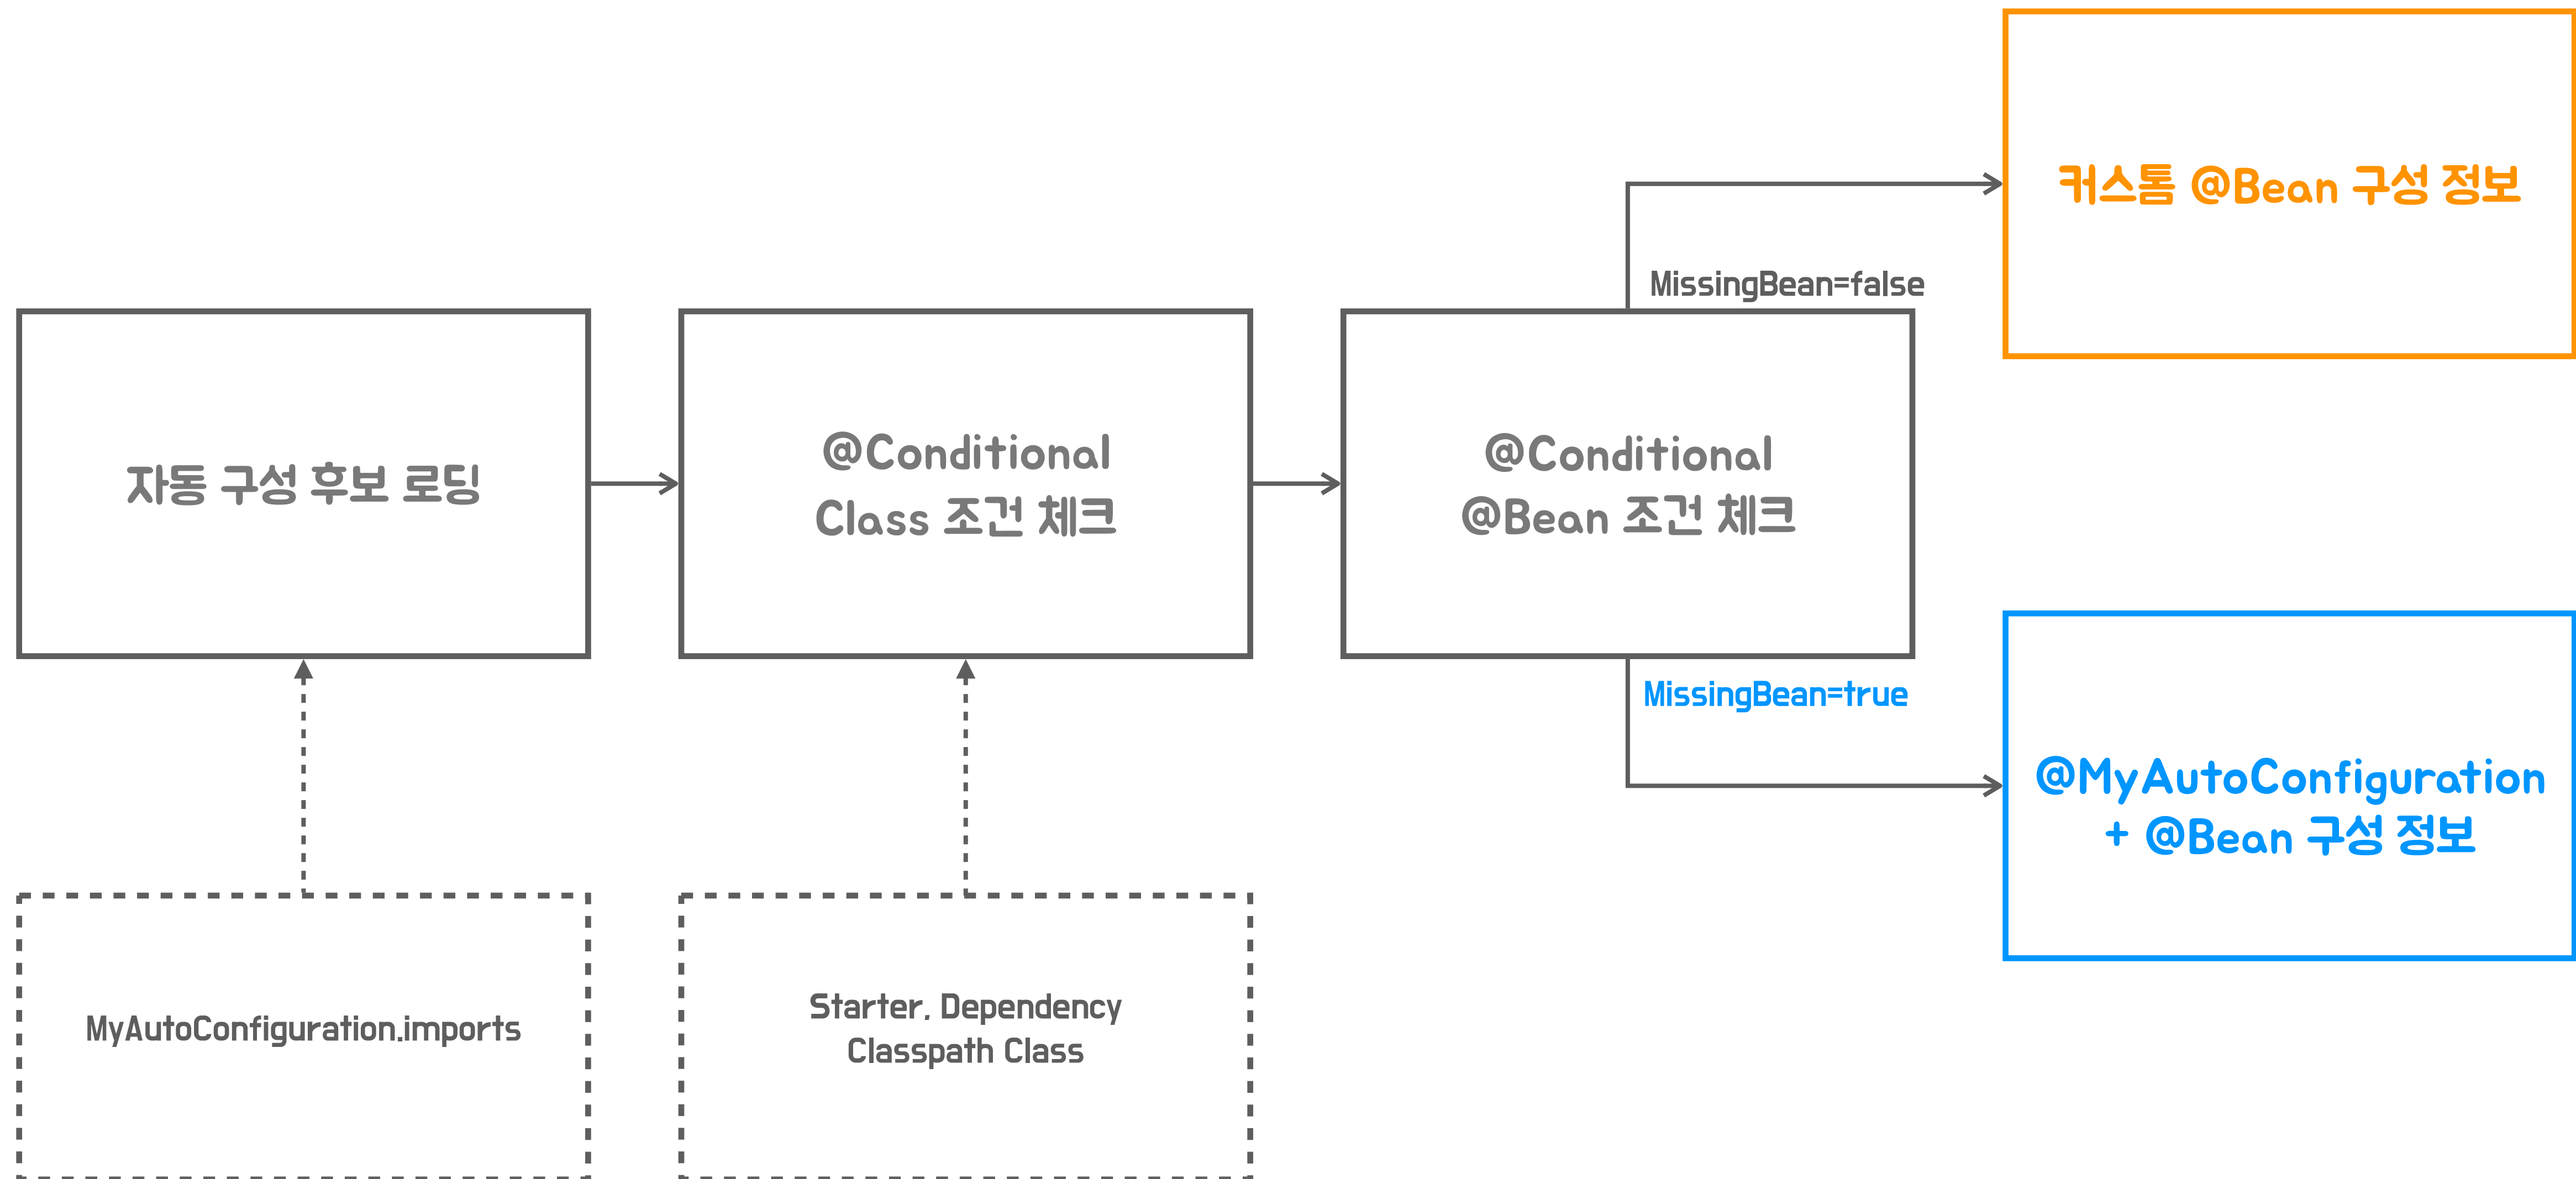 커스톰 @Bean 구성 정보
MissingBean=false
자동 구성 후보 로딩
@Conditional
Class 조건 체크
@Conditional
@Bean 조건 체크
MissingBean=true
@MyAutoConfiguration
+ @Bean 구성 정보
MyAutoConfiguration.imports
Starter, Dependency
Classpath Class